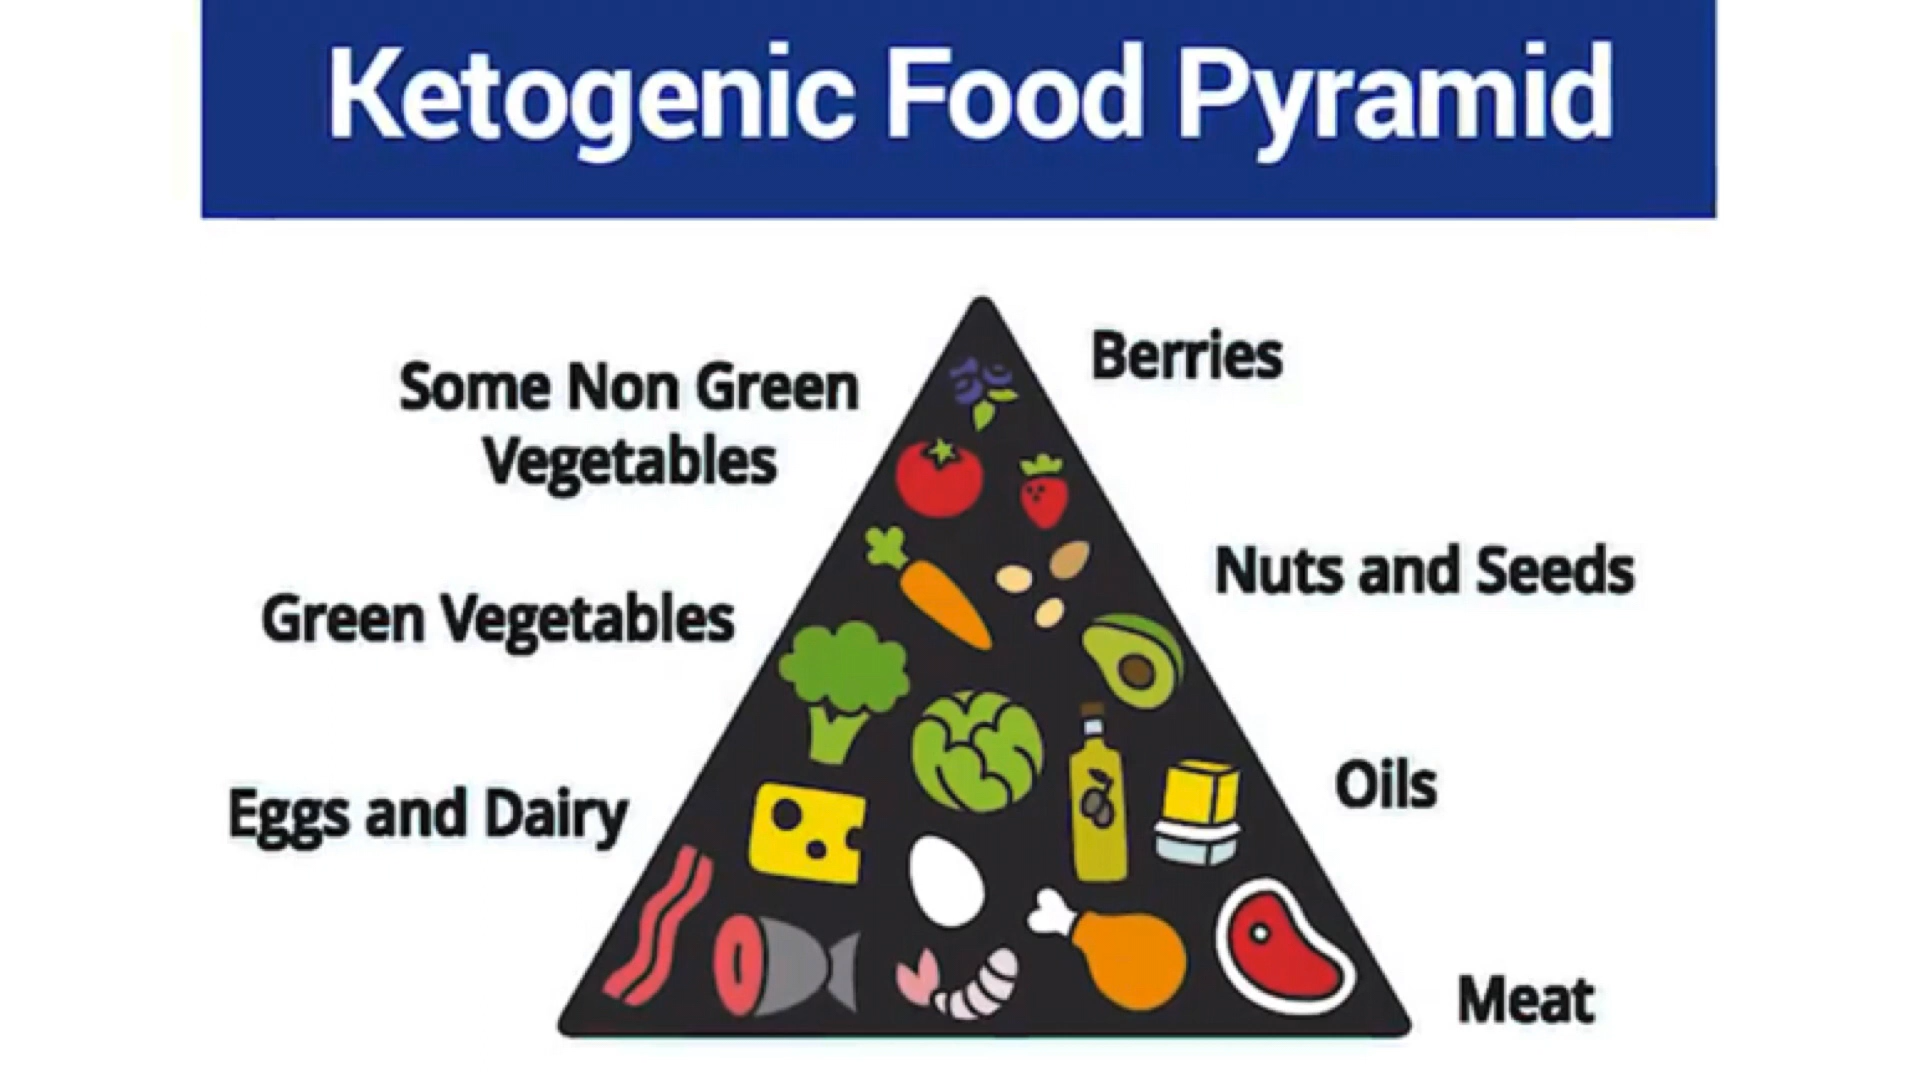 Ketogenic Food Pyramid
Berries
Some Non Green
Vegetables
Nuts and Seeds
Green Vegetables
Oils
Eggs and Dairy
Meat